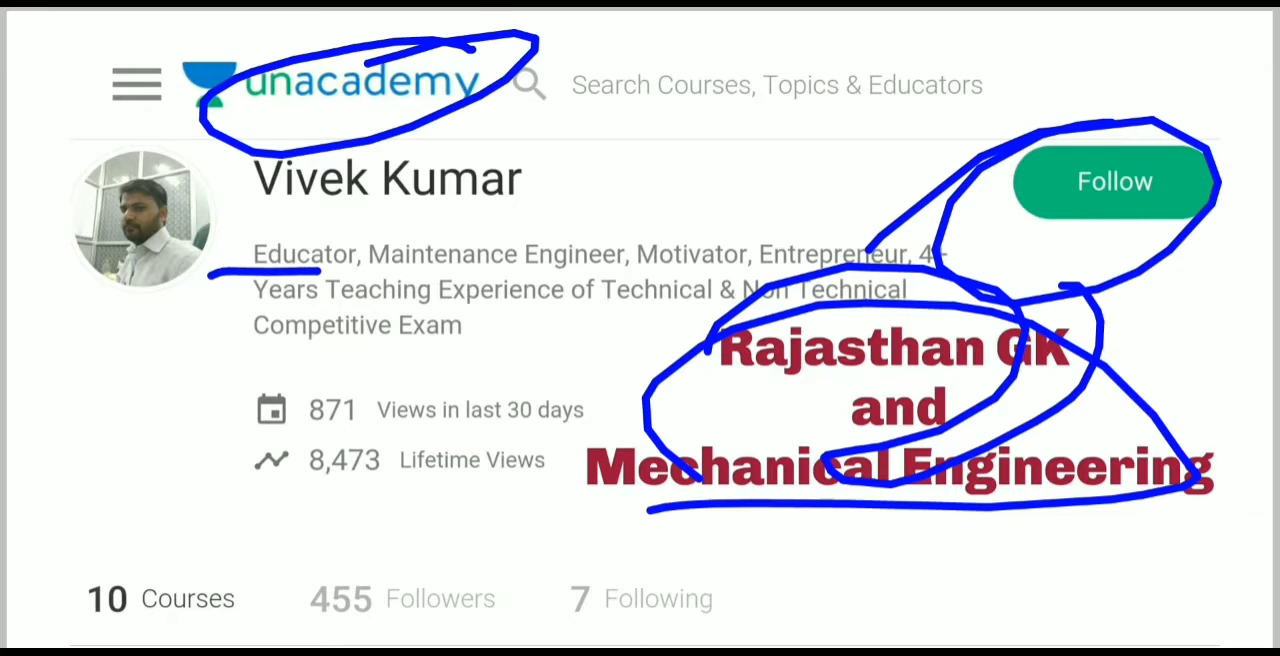 unacademy
Search Courses, Topics & Educators
Vivek Kumar
Follow
Educator, Maintenance Engineer, Motivator, Entrepreneur, 4+
Years Teaching Experience of Technical & Non Technical
Competitive Exam
Rajasthan GK
and
Mechanical Engineering
871 Views in last 30 days
8,473 Lifetime Views
10 Courses
455 Followers
7 Following